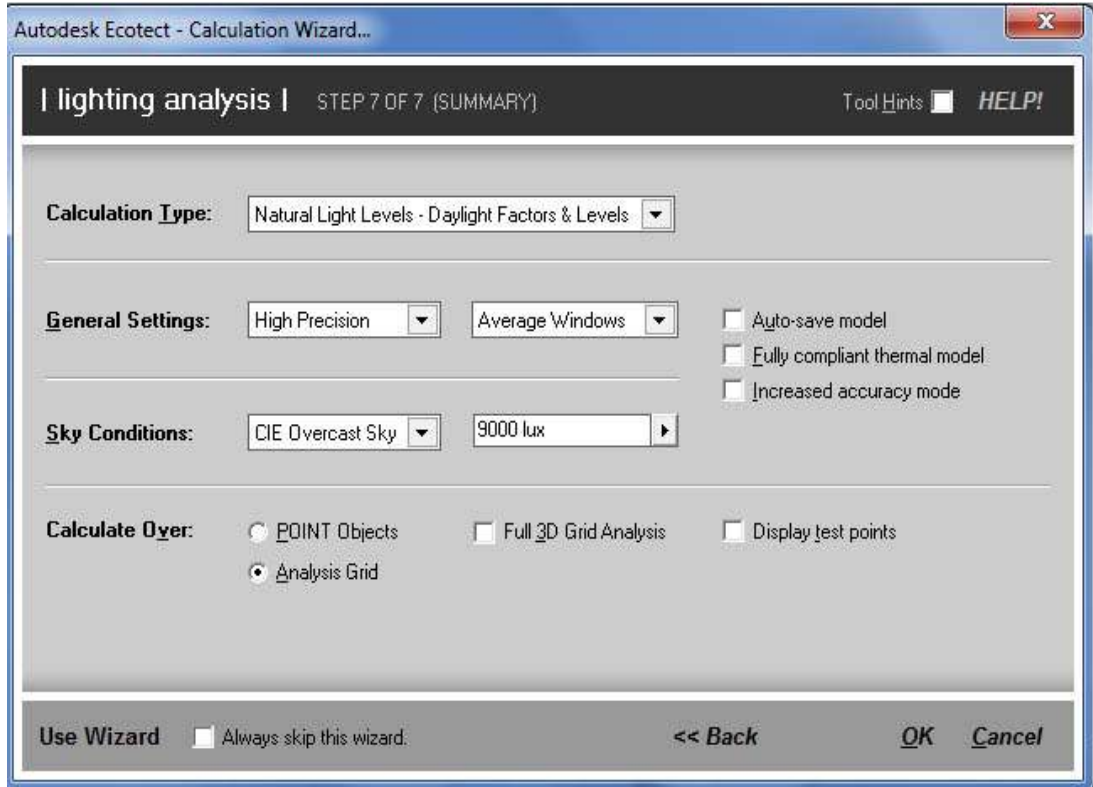 Autodesk Ecotect - Calculation Wizard...
| lighting analysis | STEP 7 OF 7 (SUMMARY) Tool Hints HELP!
Calculation Type: Natural Light Levels - Daylight Factors & Levels
General Settings: High Precision Average Windows Auto-save model
Fully compliant thermal model
Increased accuracy mode
Sky Conditions: CIE Overcast Sky 9000 lux
Calculate Over: POINT Objects Full 3D Grid Analysis Display test points
Analysis Grid
Use Wizard Always skip this wizard. << Back OK Cancel